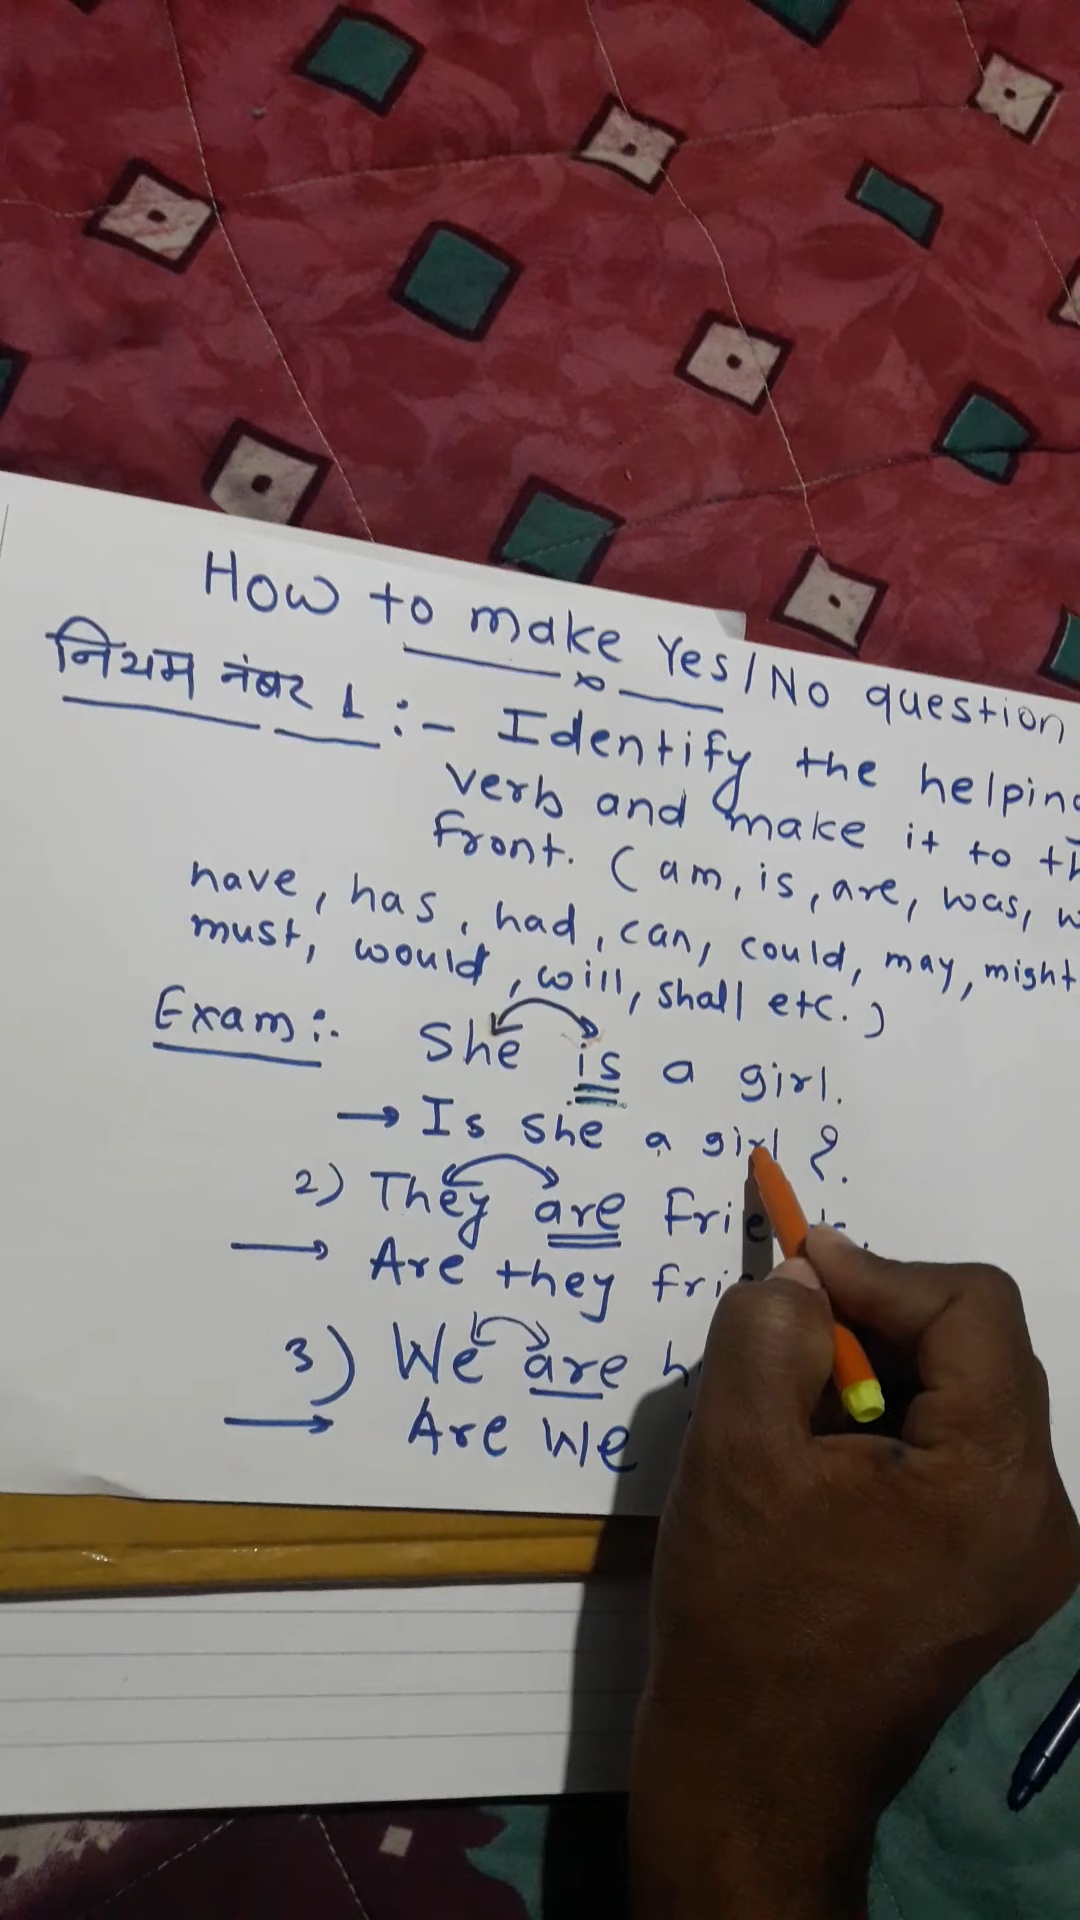 How to make Yes/No question
नियम नंबर 1 :- Identify the helping
verb and make it to
front. (am, is, are, was,
have, has, had, can, could, may, might
must, would, will, shall etc.)
Exam:- She is a girl.
→ Is she a girl ?.
2) They are
→ Are they
3) We are
→ Are We